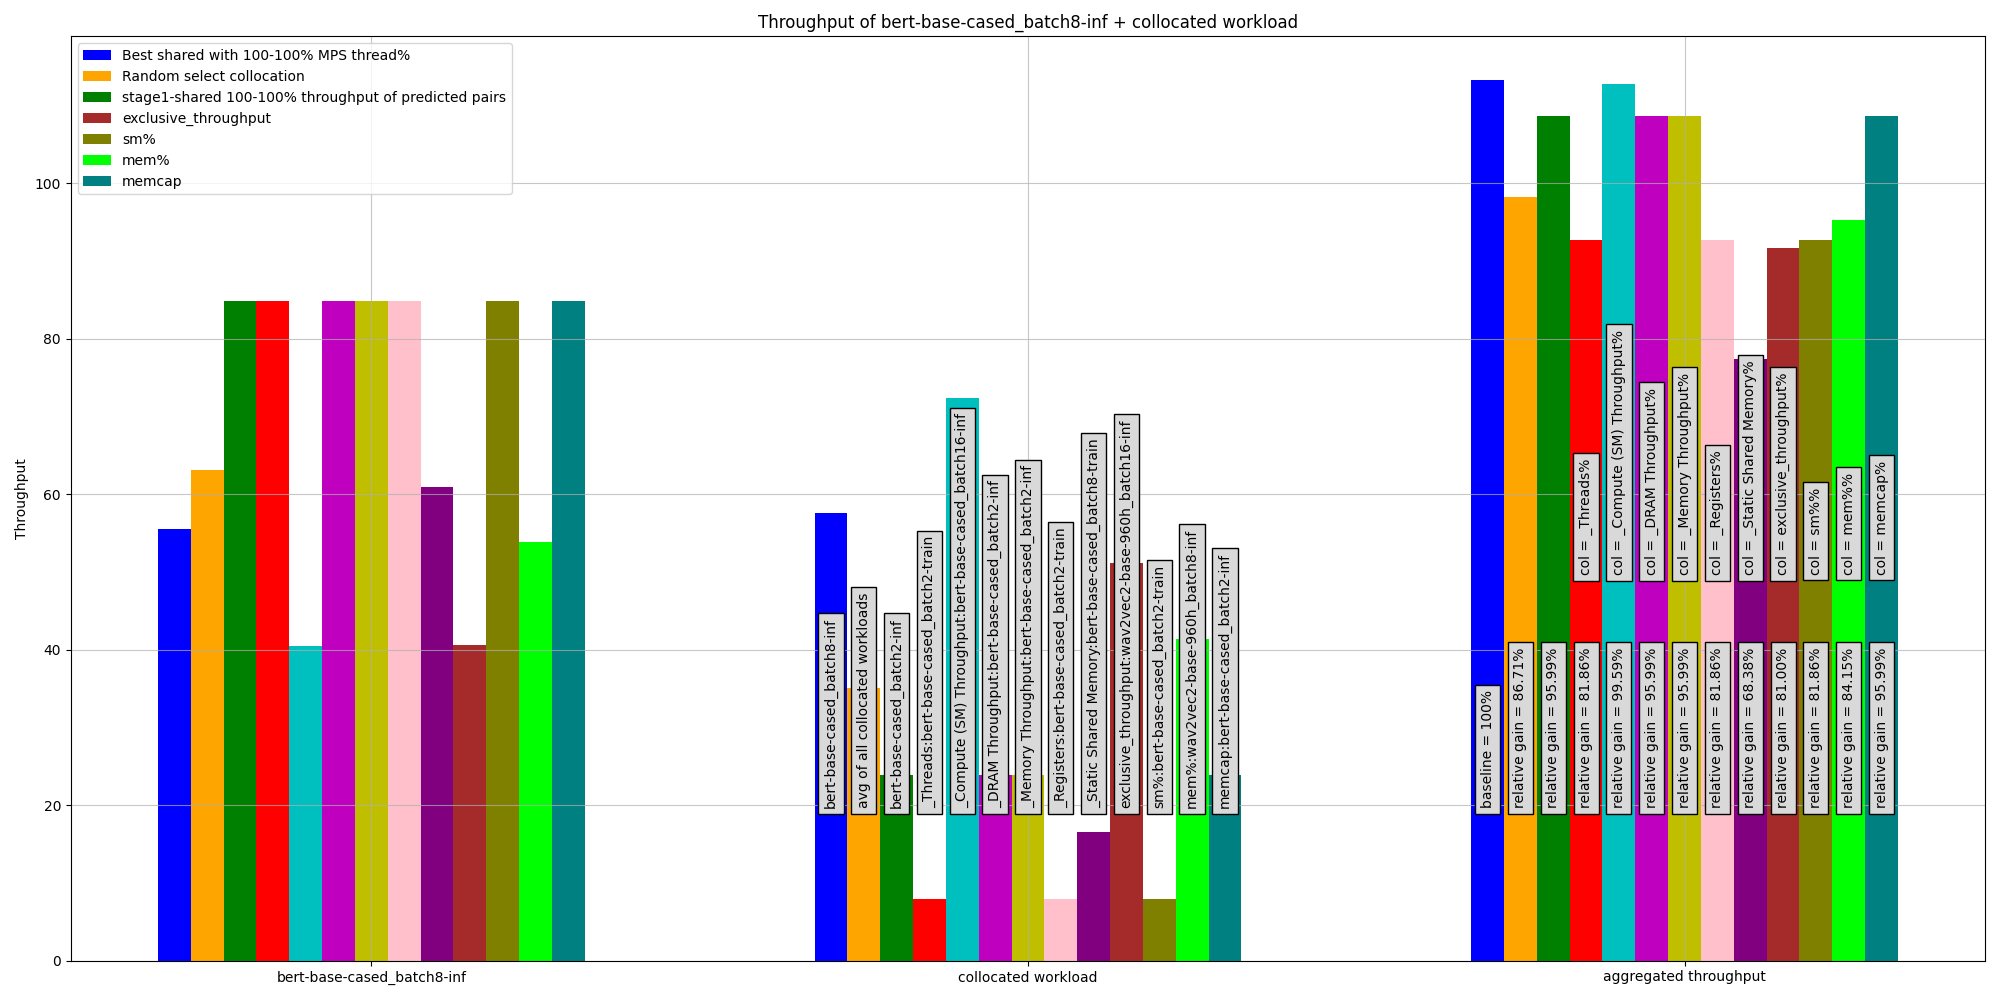 Throughput of bert-base-cased_batch8-inf + collocated workload
Best shared with 100-100% MPS thread%
Random select collocation
stage1-shared 100-100% throughput of predicted pairs
exclusive_throughput
sm%
mem%
memcap
Throughput
100
80
60
40
20
0
bert-base-cased_batch8-inf
avg of all collocated workloads
bert-base-cased_batch2-inf
_Threads:bert-base-cased_batch2-train
_Compute (SM) Throughput:bert-base-cased_batch16-inf
_DRAM Throughput:bert-base-cased_batch2-inf
_Memory Throughput:bert-base-cased_batch2-inf
_Registers:bert-base-cased_batch2-train
_Static Shared Memory:bert-base-cased_batch8-train
exclusive_throughput:wav2vec2-base-960h_batch16-inf
sm%:bert-base-cased_batch2-train
mem%:wav2vec2-base-960h_batch8-inf
memcap:bert-base-cased_batch2-inf
col = _Threads%
col = _Compute (SM) Throughput%
col = _DRAM Throughput%
col = _Memory Throughput%
col = _Registers%
col = _Static Shared Memory%
col = exclusive_throughput%
col = sm%%
col = mem%%
col = memcap%
baseline = 100%
relative gain = 86.71%
relative gain = 95.99%
relative gain = 81.86%
relative gain = 99.59%
relative gain = 95.99%
relative gain = 95.99%
relative gain = 81.86%
relative gain = 68.38%
relative gain = 81.00%
relative gain = 81.86%
relative gain = 84.15%
relative gain = 95.99%
bert-base-cased_batch8-inf
collocated workload
aggregated throughput